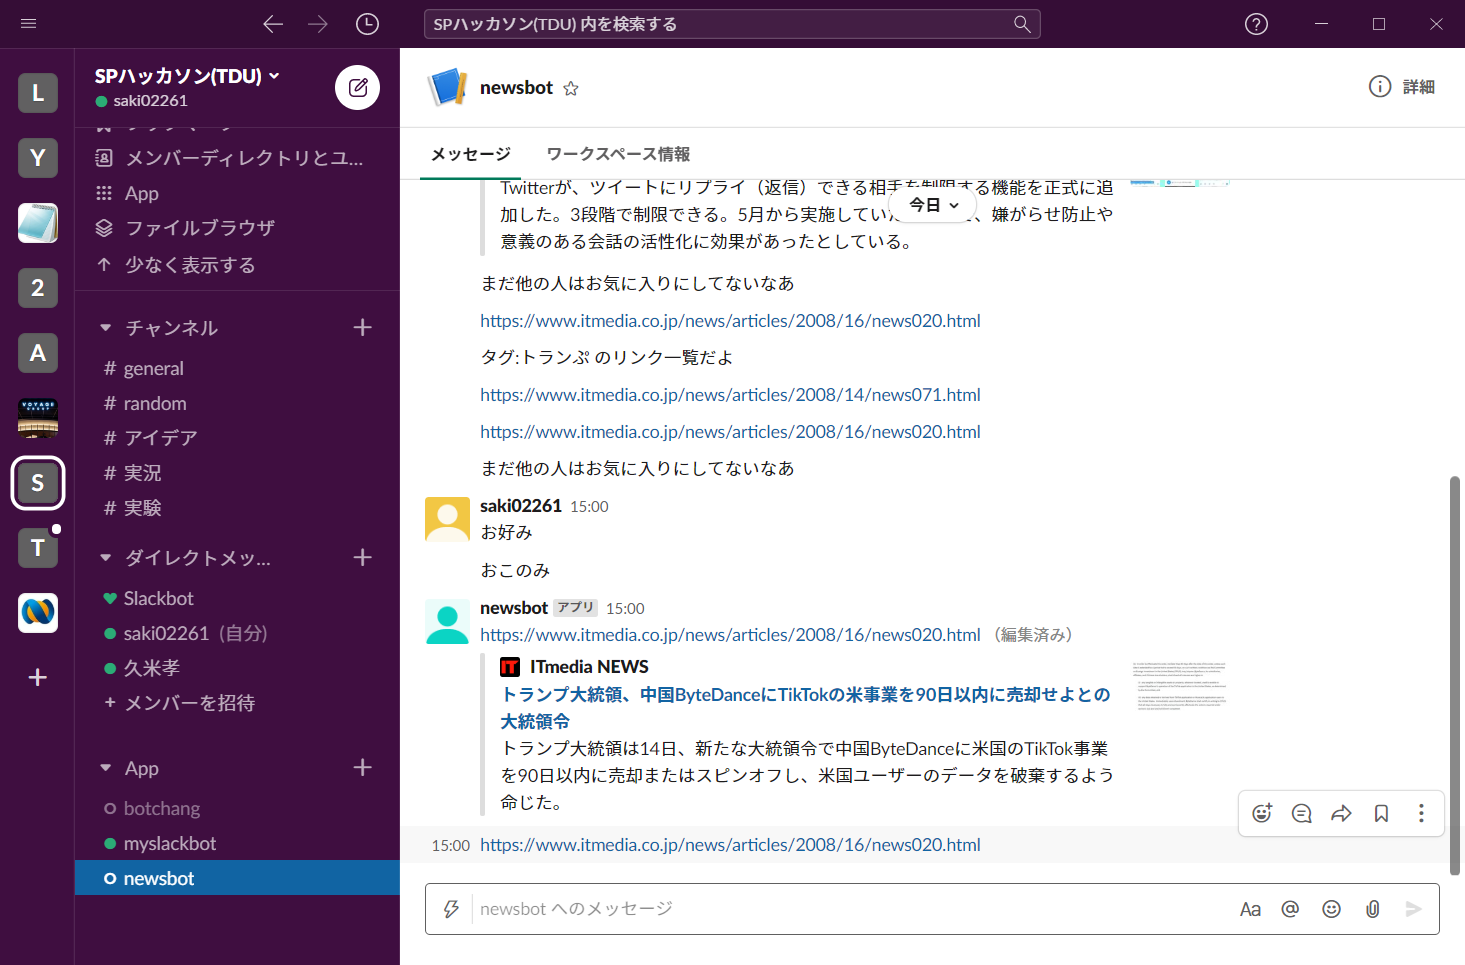 SPハッカソン(TDU) 内を検索する
L
Y
2
A
VOYAGE
S
T
SPハッカソン(TDU)
saki02261
メンバーディレクトリとユ...
App
ファイルブラウザ
少なく表示する
チャンネル
# general
# random
# アイデア
# 実況
# 実験
ダイレクトメッ...
Slackbot
saki02261 (自分)
久米孝
+ メンバーを招待
App
botchang
myslackbot
newsbot
newsbot
詳細
メッセージ
ワークスペース情報
Twitterが、ツイートにリプライ（返信）できる相手を制限する機能を正式に追
加した。3段階で制限できる。5月から実施してい
、嫌がらせ防止や
今日
意義のある会話の活性化に効果があったとしている。
まだ他の人はお気に入りにしてないなあ
https://www.itmedia.co.jp/news/articles/2008/16/news020.html
タグ:トランぷ のリンク一覧だよ
https://www.itmedia.co.jp/news/articles/2008/14/news071.html
https://www.itmedia.co.jp/news/articles/2008/16/news020.html
まだ他の人はお気に入りにしてないなあ
saki02261 15:00
お好み
おこのみ
newsbot アプリ 15:00
https://www.itmedia.co.jp/news/articles/2008/16/news020.html （編集済み）
IT ITmedia NEWS
トランプ大統領、中国ByteDanceにTikTokの米事業を90日以内に売却せよとの
大統領令
トランプ大統領は14日、新たな大統領令で中国ByteDanceに米国のTikTok事業
を90日以内に売却またはスピンオフし、米国ユーザーのデータを破棄するよう
命じた。
15:00 https://www.itmedia.co.jp/news/articles/2008/16/news020.html
newsbot へのメッセージ
Aa